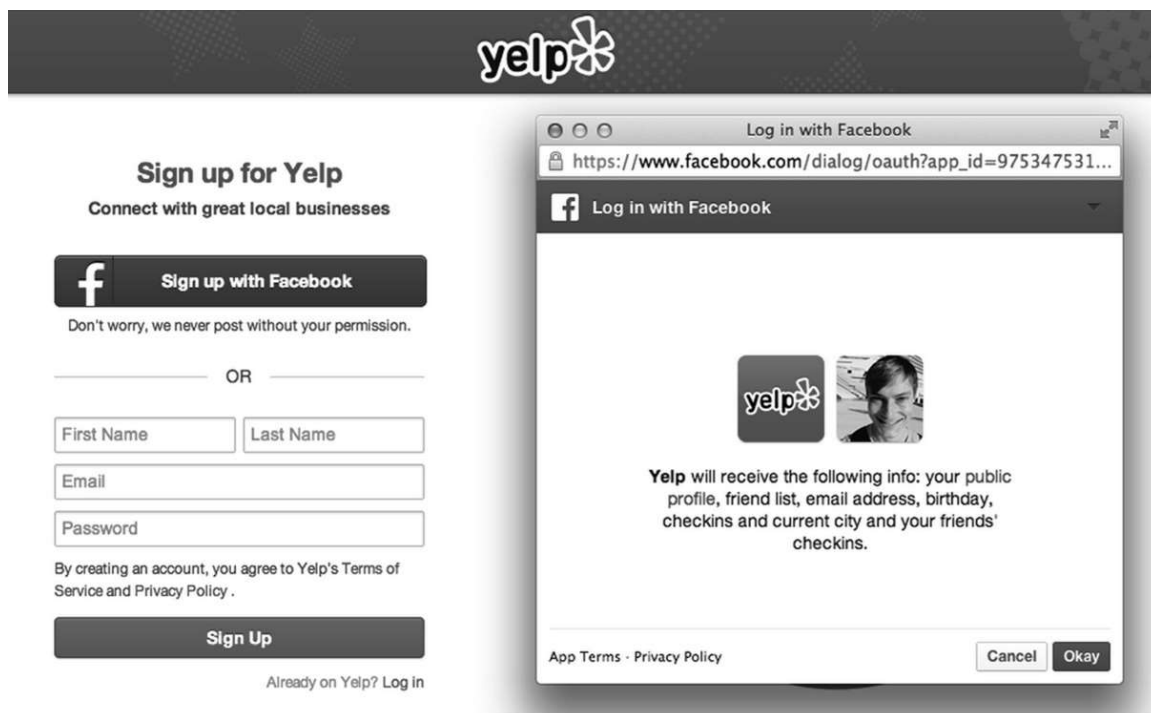 yelp
Sign up for Yelp
Connect with great local businesses
f
Sign up with Facebook
Don't worry, we never post without your permission.
OR
First Name
Last Name
Email
Password
By creating an account, you agree to Yelp's Terms of
Service and Privacy Policy .
Sign Up
Already on Yelp? Log in
Log in with Facebook
https://www.facebook.com/dialog/oauth?app_id=975347531...
f Log in with Facebook
yelp
Yelp will receive the following info: your public
profile, friend list, email address, birthday,
checkins and current city and your friends'
checkins.
App Terms · Privacy Policy
Cancel
Okay